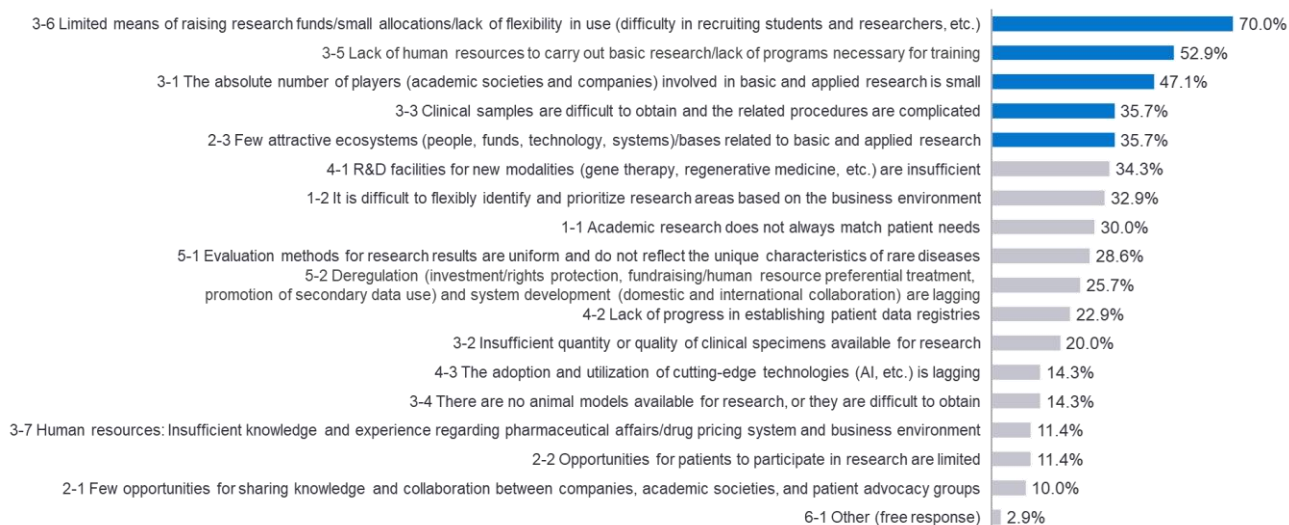 3-6 Limited means of raising research funds/small allocations/lack of flexibility in use (difficulty in recruiting students and researchers, etc.) 70.0%
3-5 Lack of human resources to carry out basic research/lack of programs necessary for training 52.9%
3-1 The absolute number of players (academic societies and companies) involved in basic and applied research is small 47.1%
3-3 Clinical samples are difficult to obtain and the related procedures are complicated 35.7%
2-3 Few attractive ecosystems (people, funds, technology, systems)/bases related to basic and applied research 35.7%
4-1 R&D facilities for new modalities (gene therapy, regenerative medicine, etc.) are insufficient 34.3%
1-2 It is difficult to flexibly identify and prioritize research areas based on the business environment 32.9%
1-1 Academic research does not always match patient needs 30.0%
5-1 Evaluation methods for research results are uniform and do not reflect the unique characteristics of rare diseases 28.6%
5-2 Deregulation (investment/rights protection, fundraising/human resource preferential treatment,
promotion of secondary data use) and system development (domestic and international collaboration) are lagging 25.7%
4-2 Lack of progress in establishing patient data registries 22.9%
3-2 Insufficient quantity or quality of clinical specimens available for research 20.0%
4-3 The adoption and utilization of cutting-edge technologies (AI, etc.) is lagging 14.3%
3-4 There are no animal models available for research, or they are difficult to obtain 14.3%
3-7 Human resources: Insufficient knowledge and experience regarding pharmaceutical affairs/drug pricing system and business environment 11.4%
2-2 Opportunities for patients to participate in research are limited 11.4%
2-1 Few opportunities for sharing knowledge and collaboration between companies, academic societies, and patient advocacy groups 10.0%
6-1 Other (free response) 2.9%